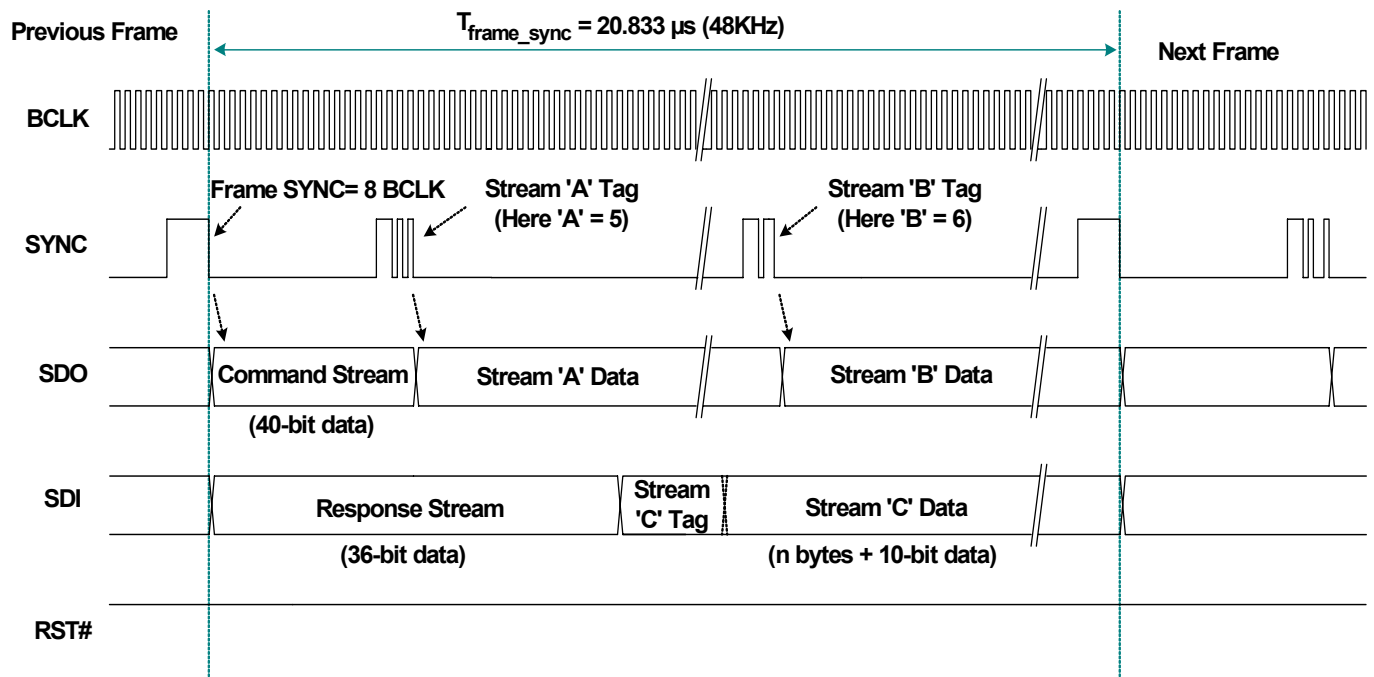 T_frame_sync = 20.833 µs (48KHz)
Previous Frame
Next Frame
BCLK
Frame SYNC= 8 BCLK
Stream 'A' Tag
(Here 'A' = 5)
Stream 'B' Tag
(Here 'B' = 6)
SYNC
SDO
Command Stream
Stream 'A' Data
Stream 'B' Data
(40-bit data)
SDI
Response Stream
Stream
'C' Tag
Stream 'C' Data
(36-bit data)
(n bytes + 10-bit data)
RST#